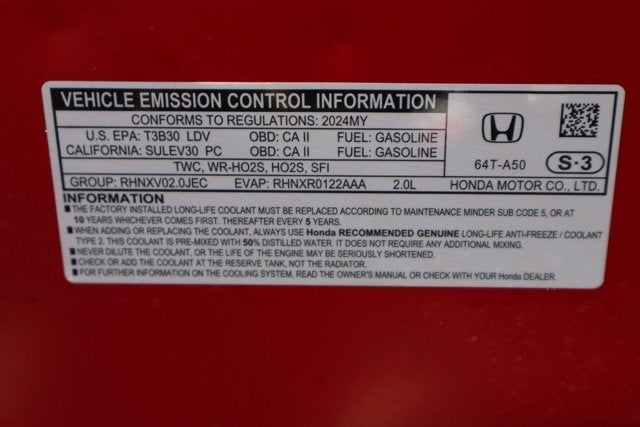 VEHICLE EMISSION CONTROL INFORMATION
CONFORMS TO REGULATIONS: 2024MY
U.S. EPA: T3B30 LDV OBD: CA II FUEL: GASOLINE
CALIFORNIA: SULEV30 PC OBD: CA II FUEL: GASOLINE
TWC, WR-HO2S, HO2S, SFI
64T-A50 S·3
GROUP: RHNXV02.0JEC EVAP: RHNXR0122AAA 2.0L HONDA MOTOR CO., LTD.
INFORMATION
■ THE FACTORY INSTALLED LONG-LIFE COOLANT MUST BE REPLACED ACCORDING TO MAINTENANCE MINDER SUB CODE 5, OR AT
10 YEARS WHICHEVER COMES FIRST. THEREAFTER EVERY 5 YEARS.
■ WHEN ADDING OR REPLACING THE COOLANT, ALWAYS USE Honda RECOMMENDED GENUINE LONG-LIFE ANTI-FREEZE / COOLANT
TYPE 2. THIS COOLANT IS PRE-MIXED WITH 50% DISTILLED WATER. IT DOES NOT REQUIRE ANY ADDITIONAL MIXING.
■ NEVER DILUTE THE COOLANT, OR THE LIFE OF THE ENGINE MAY BE SERIOUSLY SHORTENED.
■ CHECK OR ADD COOLANT AT THE RESERVE TANK, NOT THE RADIATOR.
■ FOR FURTHER INFORMATION ON THE COOLING SYSTEM, READ THE OWNER'S MANUAL OR CHECK WITH YOUR Honda DEALER.